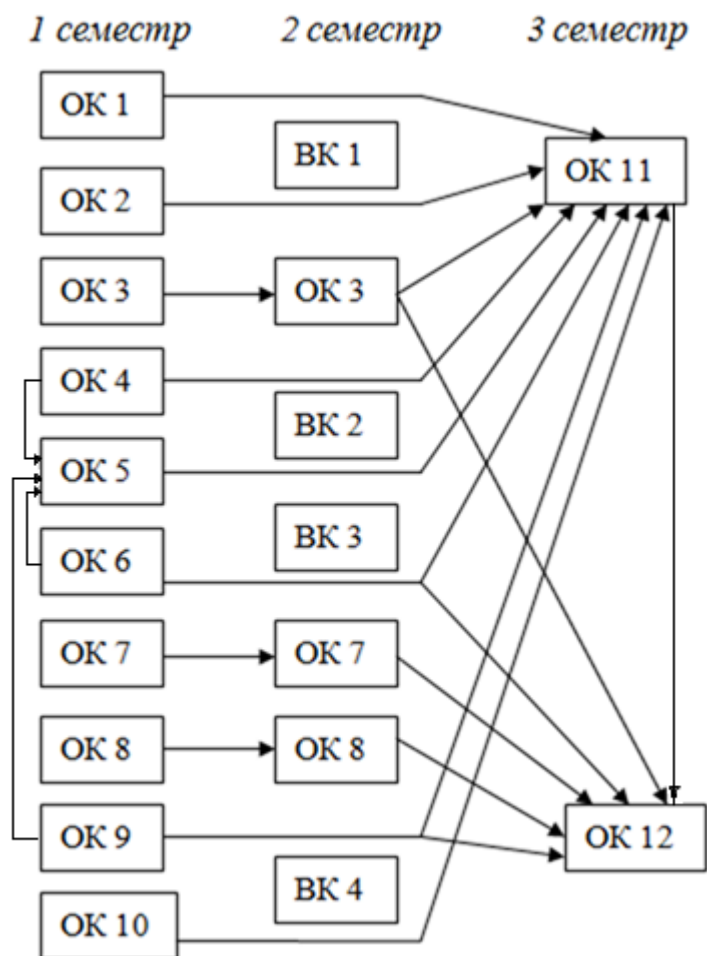 1 семестр 2 семестр 3 семестр
ОК 1
ВК 1
ОК 11
ОК 2
ОК 3
ОК 3
ОК 4
ВК 2
ОК 5
ВК 3
ОК 6
ОК 7
ОК 7
ОК 8
ОК 8
ОК 9
ОК 12
ВК 4
ОК 10